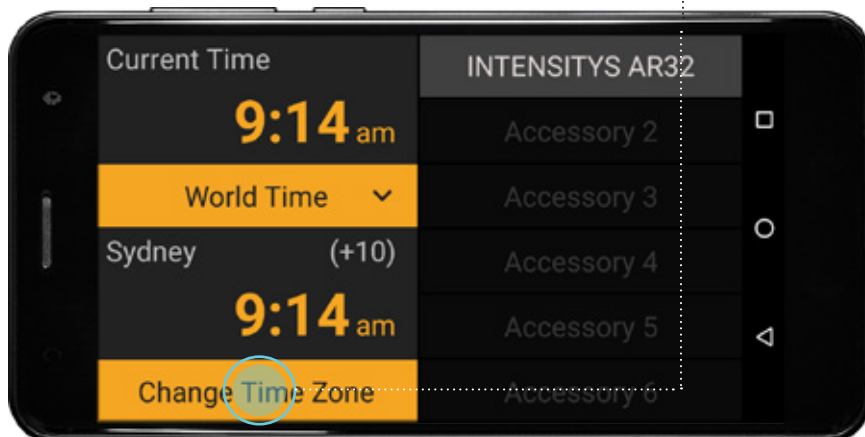 Current Time
9:14 am
World Time
Sydney (+10)
9:14 am
Change Time Zone
INTENSITYS AR32
Accessory 2
Accessory 3
Accessory 4
Accessory 5
Accessory 6